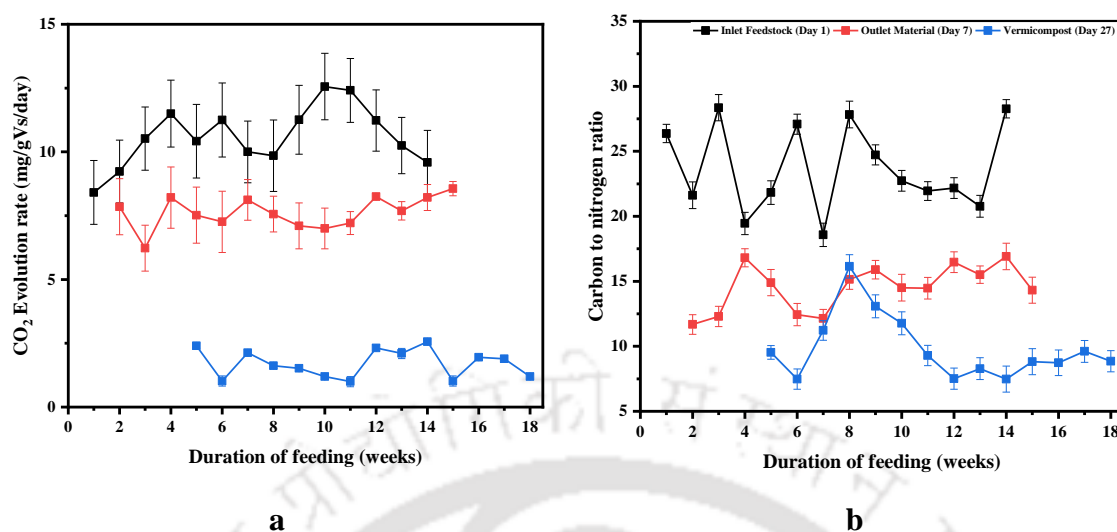 15
10
5
0
0 2 4 6 8 10 12 14 16 18
CO₂ Evolution rate (mg/gVs/day)
Duration of feeding (weeks)
a
Inlet Feedstock (Day 1) Outlet Material (Day 7) Vermicompost (Day 27)
35
30
25
20
15
10
5
0 2 4 6 8 10 12 14 16 18
Carbon to nitrogen ratio
Duration of feeding (weeks)
b